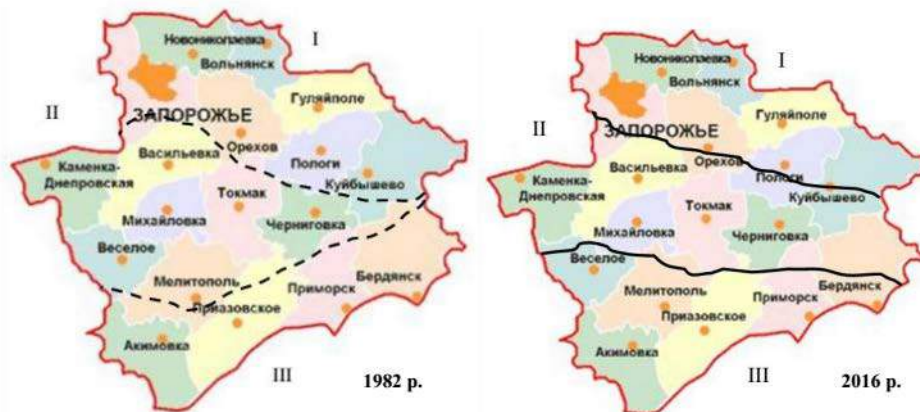 Новониколаевка
I
Вольнянск
Гуляйполе
II
ЗАПОРОЖЬЕ
Орехов
Васильевка
Пологи
Каменка-
Днепровская
Куйбышево
Токмак
Михайловка
Черниговка
Веселое
Мелитополь
Бердянск
Приморск
Приазовское
Акимовка
III
1982 р.
Новониколаевка
I
Вольнянск
Гуляйполе
II
ЗАПОРОЖЬЕ
Орехов
Васильевка
Пологи
Каменка-
Днепровская
Куйбышево
Токмак
Михайловка
Черниговка
Веселое
Бердянск
Мелитополь
Приморск
Приазовское
Акимовка
III
2016 р.